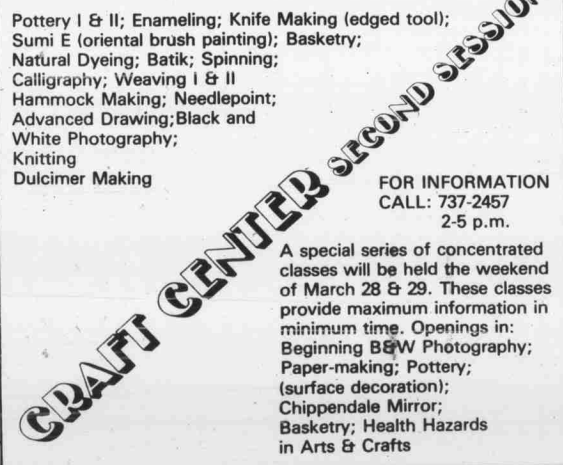 Pottery I & II; Enameling; Knife Making (edged tool);
Sumi E (oriental brush painting); Basketry;
Natural Dyeing; Batik; Spinning;
Calligraphy; Weaving I & II
Hammock Making; Needlepoint;
Advanced Drawing;Black and
White Photography;
Knitting
Dulcimer Making
CRAFT CENTER SECOND SESSION
FOR INFORMATION
CALL: 737-2457
2-5 p.m.
A special series of concentrated
classes will be held the weekend
of March 28 & 29. These classes
provide maximum information in
minimum time. Openings in:
Beginning B&W Photography;
Paper-making; Pottery;
(surface decoration);
Chippendale Mirror;
Basketry; Health Hazards
in Arts & Crafts